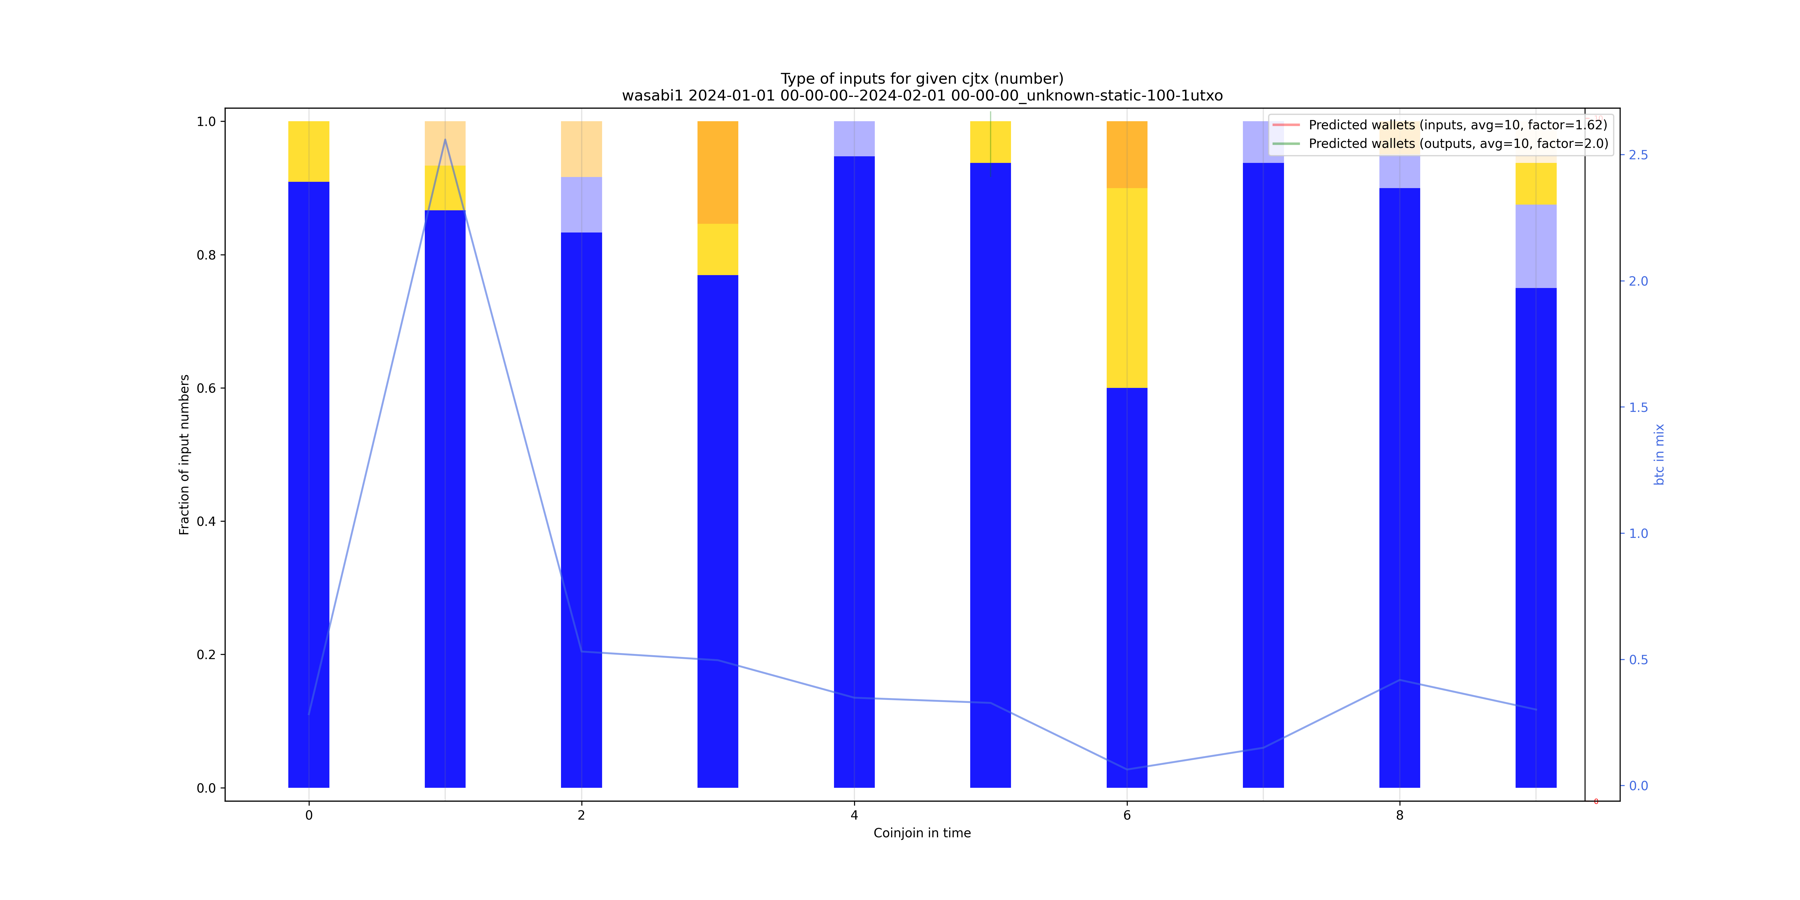 Type of inputs for given cjtx (number)
wasabi1 2024-01-01 00-00-00--2024-02-01 00-00-00_unknown-static-100-1utxo
Predicted wallets (inputs, avg=10, factor=1.62)
Predicted wallets (outputs, avg=10, factor=2.0)
1.0
0.8
0.6
0.4
0.2
0.0
Fraction of input numbers
2.5
2.0
1.5
1.0
0.5
0.0
btc in mix
0
0 2 4 6 8
Coinjoin in time